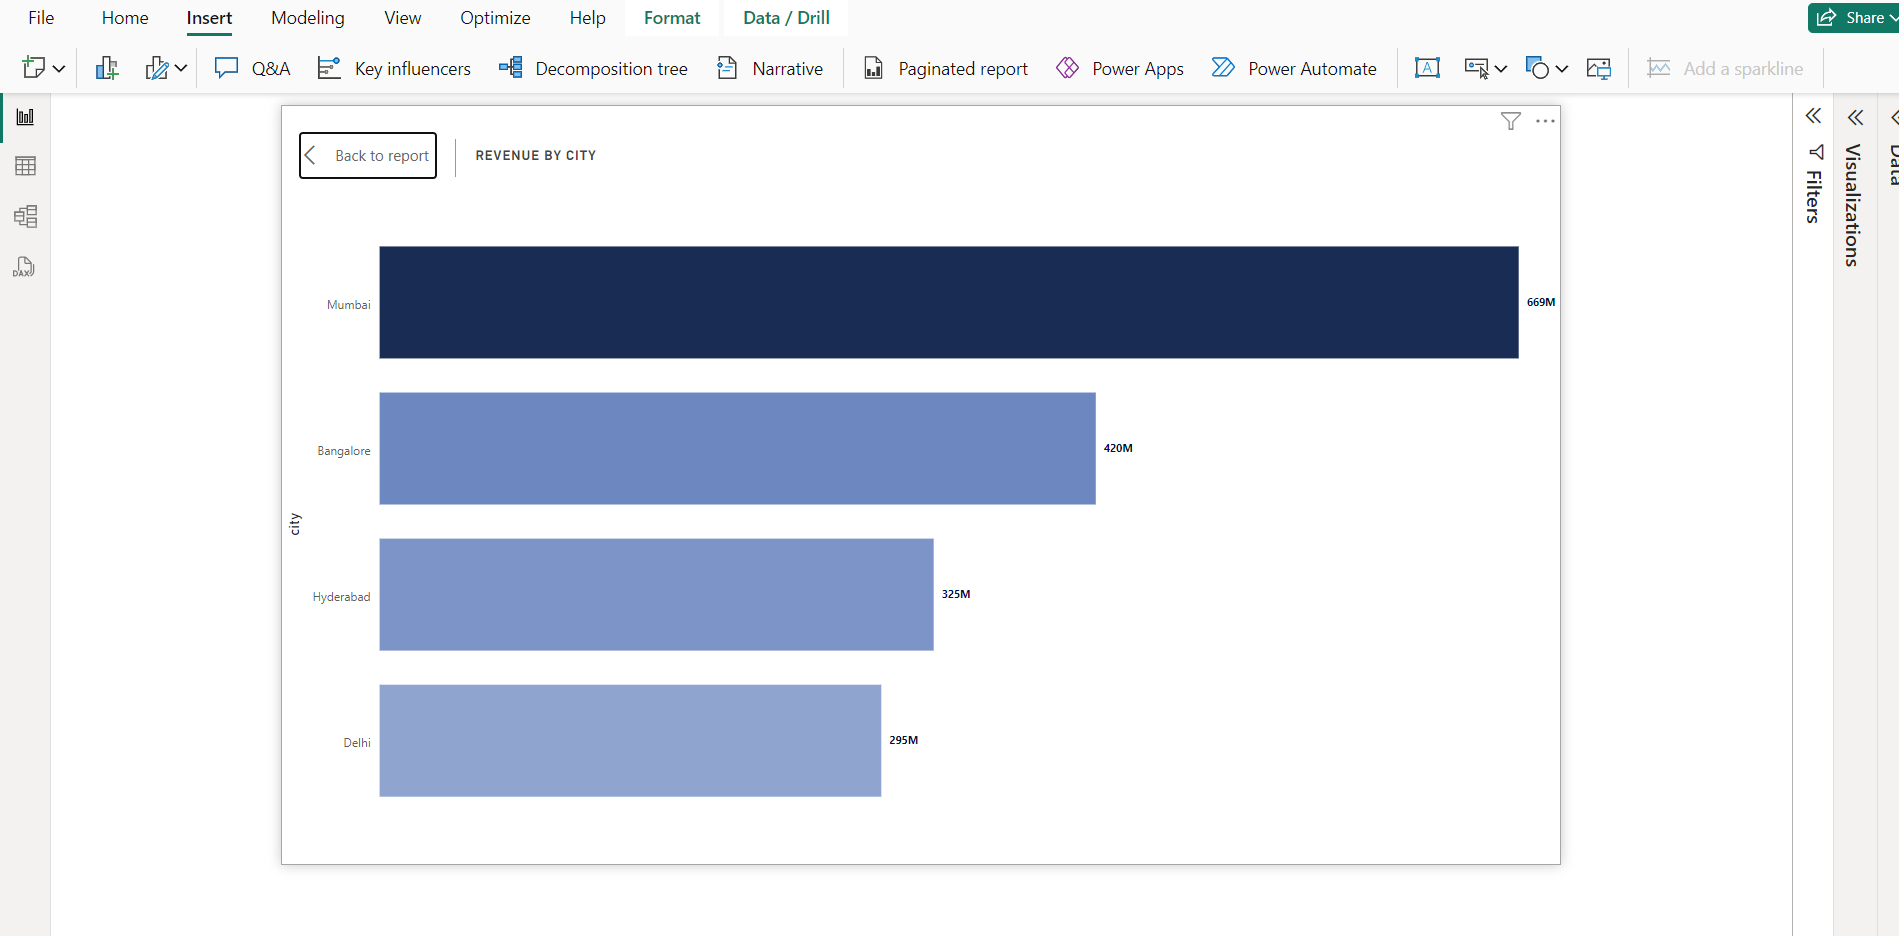 File Home Insert Modeling View Optimize Help Format Data / Drill Share
Q&A Key influencers Decomposition tree Narrative Paginated report Power Apps Power Automate A Add a sparkline
DAX
Back to report
REVENUE BY CITY
Mumbai 669M
Bangalore 420M
Hyderabad 325M
Delhi 295M
city
Filters
Visualizations
Data